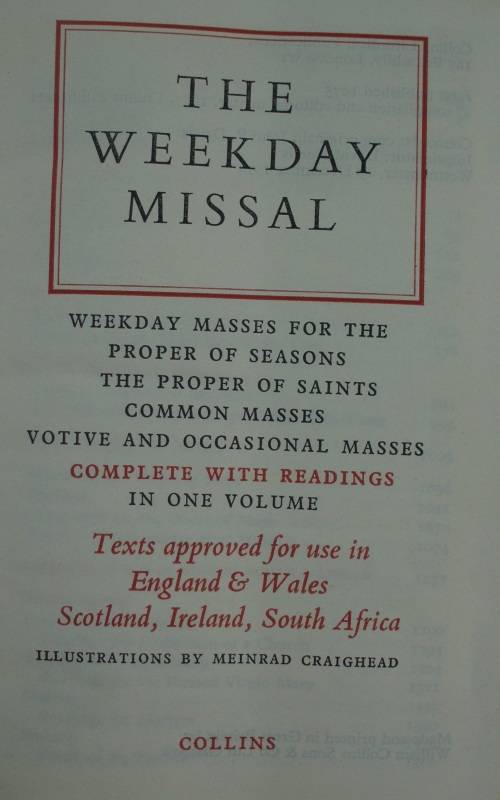 THE
WEEKDAY
MISSAL
WEEKDAY MASSES FOR THE
PROPER OF SEASONS
THE PROPER OF SAINTS
COMMON MASSES
VOTIVE AND OCCASIONAL MASSES
COMPLETE WITH READINGS
IN ONE VOLUME
Texts approved for use in
England & Wales
Scotland, Ireland, South Africa
ILLUSTRATIONS BY MEINRAD CRAIGHEAD
COLLINS